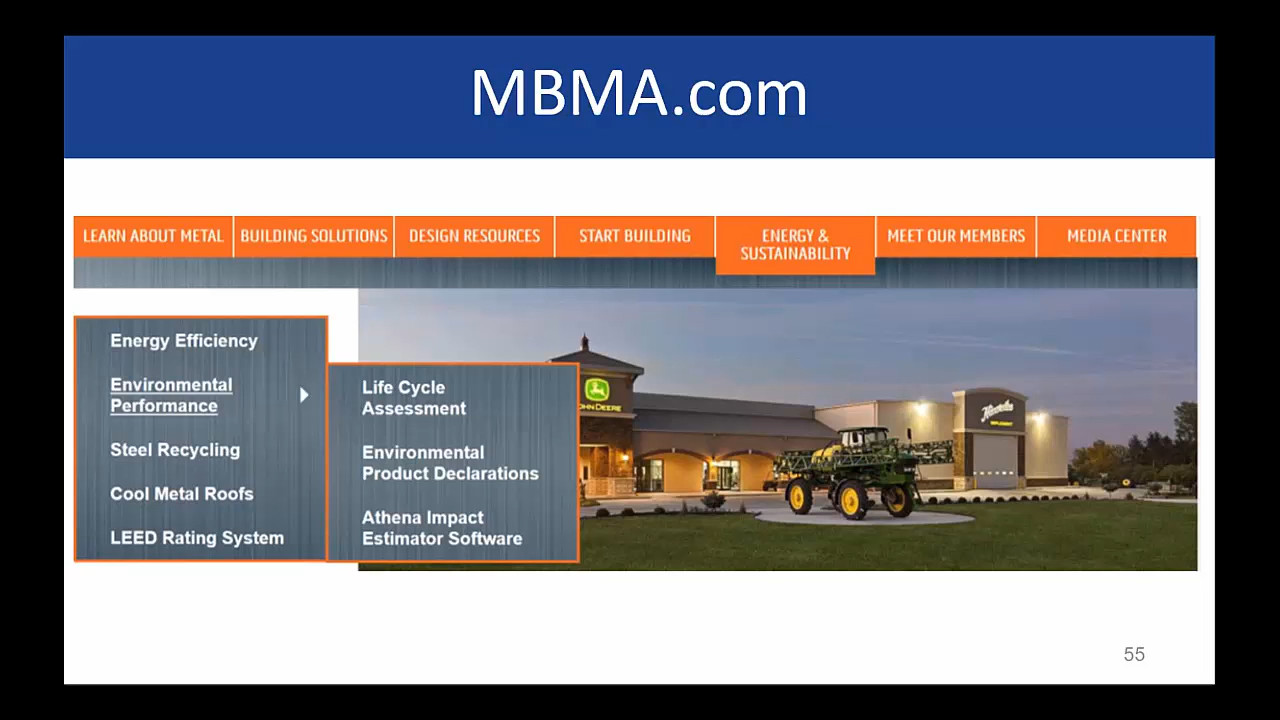 MBMA.com
LEARN ABOUT METAL
BUILDING SOLUTIONS
DESIGN RESOURCES
START BUILDING
ENERGY &
SUSTAINABILITY
MEET OUR MEMBERS
MEDIA CENTER
Energy Efficiency
Environmental
Performance
Steel Recycling
Cool Metal Roofs
LEED Rating System
Life Cycle
Assessment
Environmental
Product Declarations
Athena Impact
Estimator Software
JOHN DEERE
55